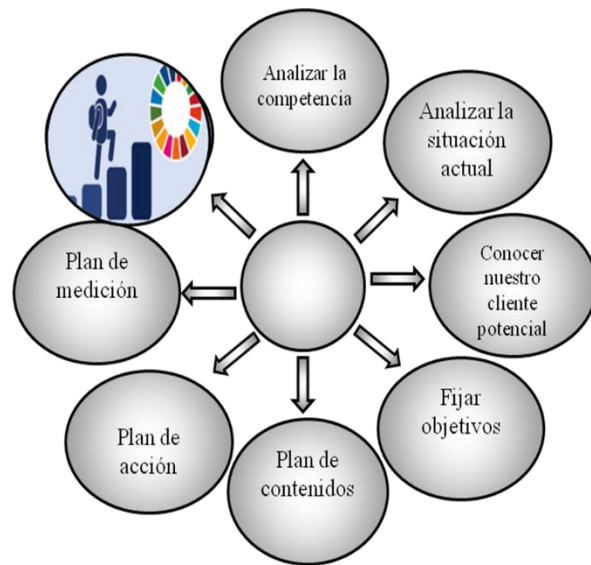 Analizar la
competencia
Analizar la
situación
actual
Conocer
nuestro
cliente
potencial
Fijar
objetivos
Plan de
contenidos
Plan de
acción
Plan de
medición